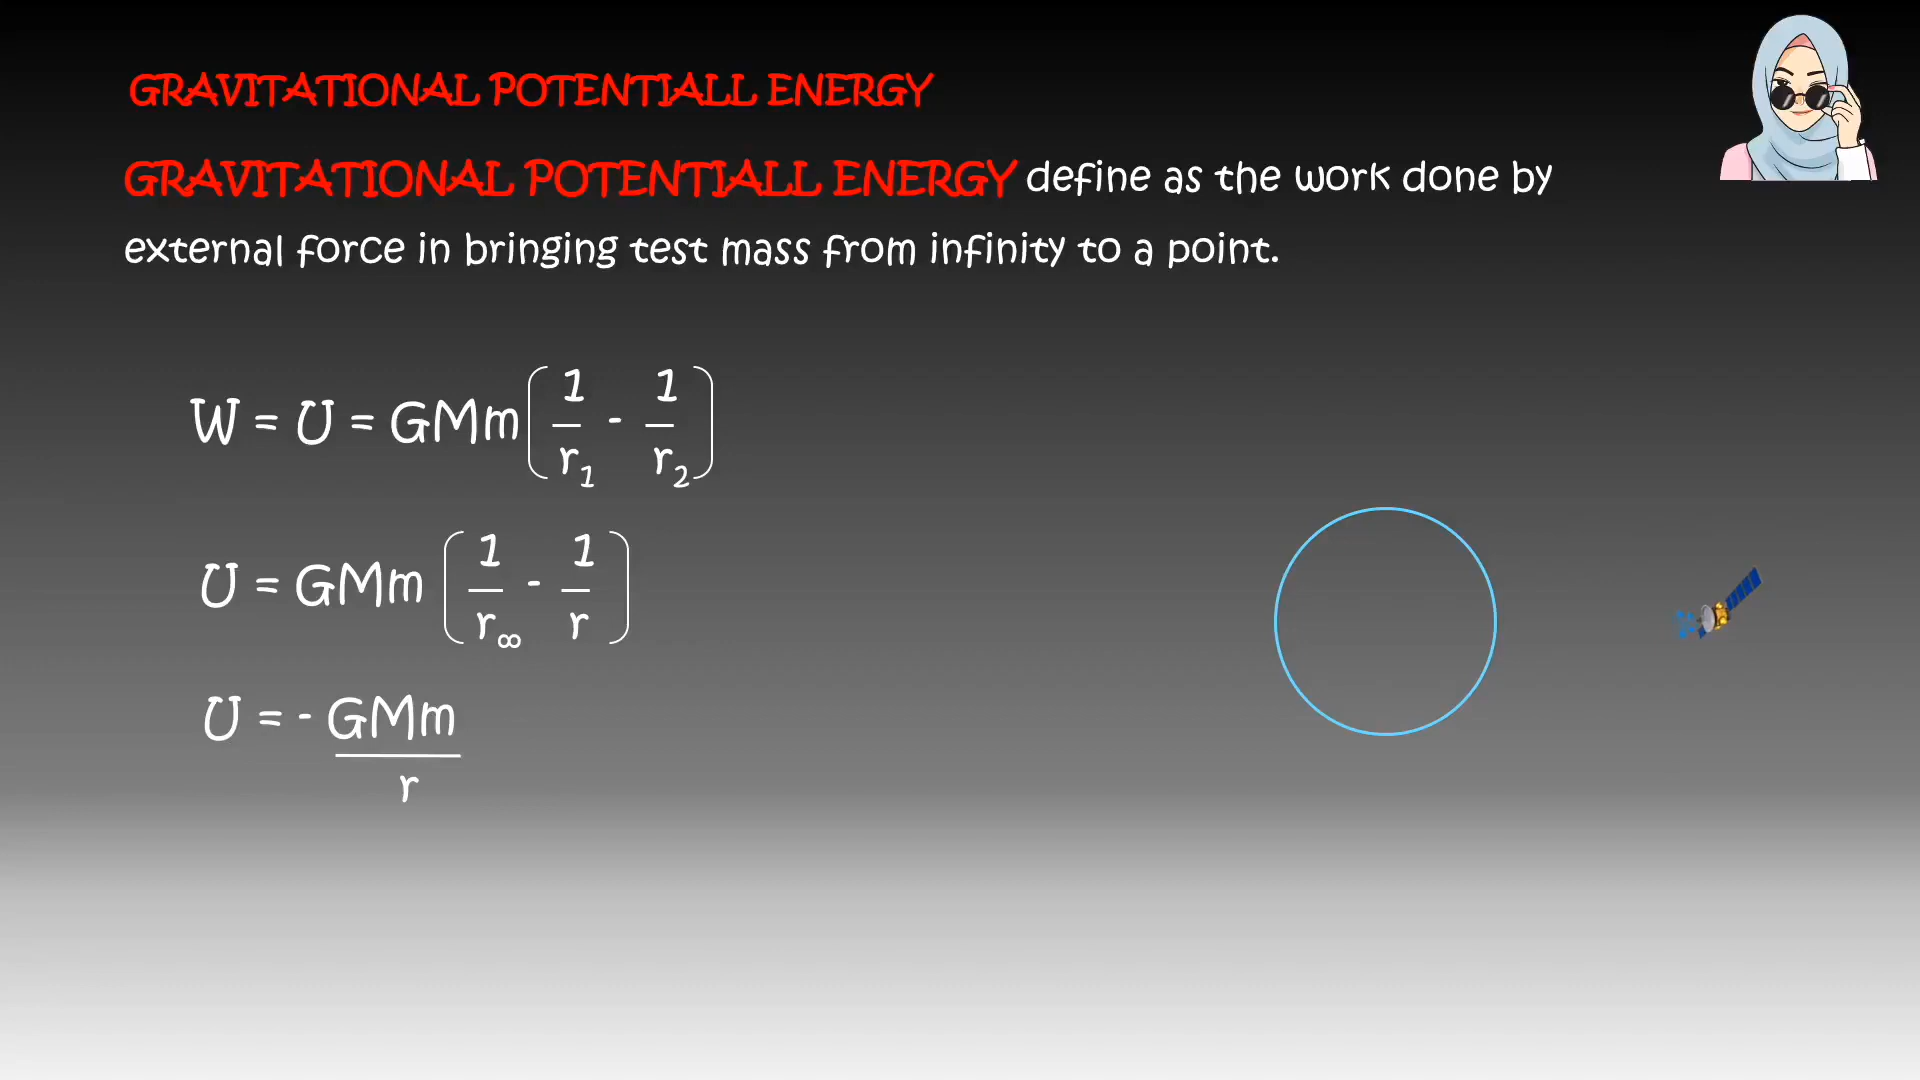 GRAVITATIONAL POTENTIALL ENERGY
GRAVITATIONAL POTENTIALL ENERGY define as the work done by
external force in bringing test mass from infinity to a point.
W = U = GMm(1/r₁ - 1/r₂)
U = GMm (1/r∞ - 1/r)
U = - GMm/r